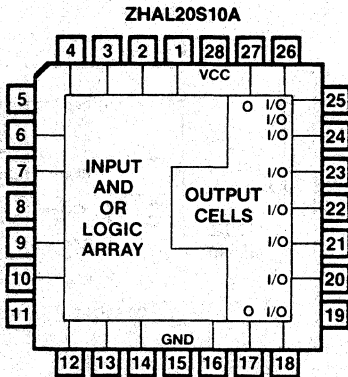 ZHAL20S10A
4 3 2 1 28 27 26
VCC
5
6
7
8
9
10
11
O I/O
I/O
I/O
I/O
I/O
I/O
I/O
O I/O
INPUT
AND
OR
LOGIC
ARRAY
OUTPUT
CELLS
25
24
23
22
21
20
19
GND
12 13 14 15 16 17 18